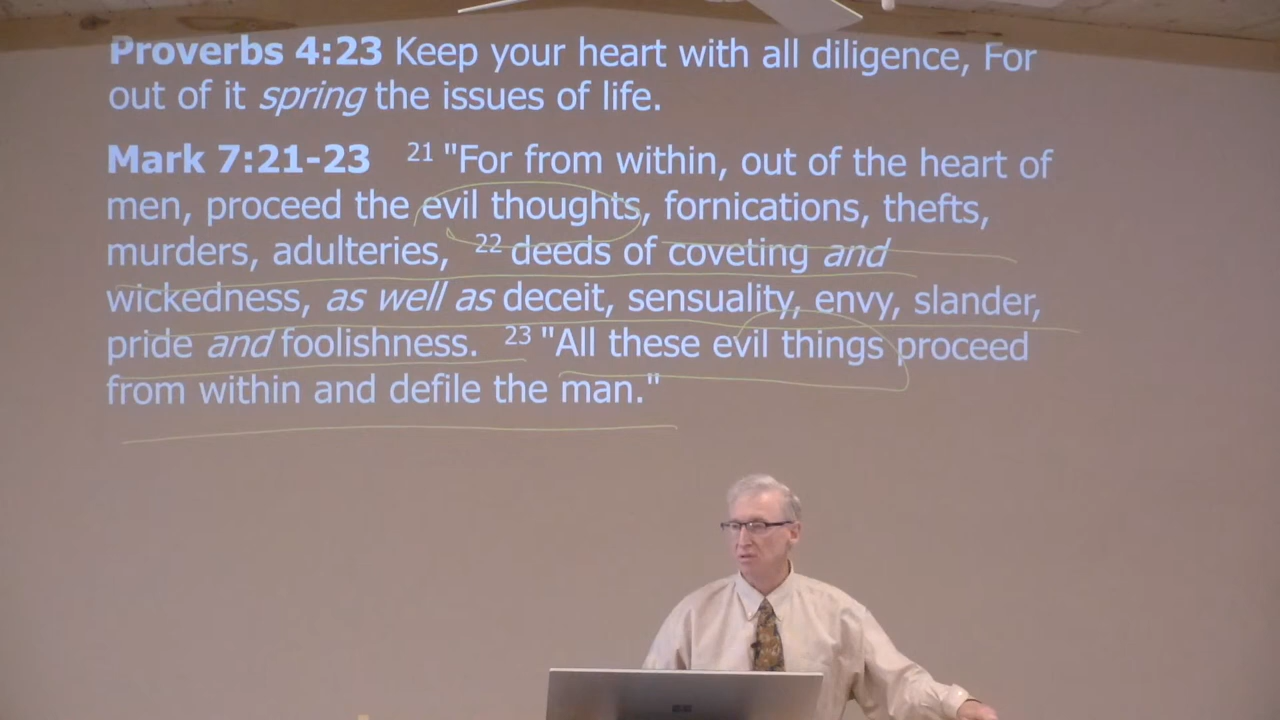 Proverbs 4:23 Keep your heart with all diligence, For
out of it spring the issues of life.
Mark 7:21-23 21 "For from within, out of the heart of
men, proceed the evil thoughts, fornications, thefts,
murders, adulteries, 22 deeds of coveting and
wickedness, as well as deceit, sensuality, envy, slander,
pride and foolishness. 23 "All these evil things proceed
from within and defile the man."